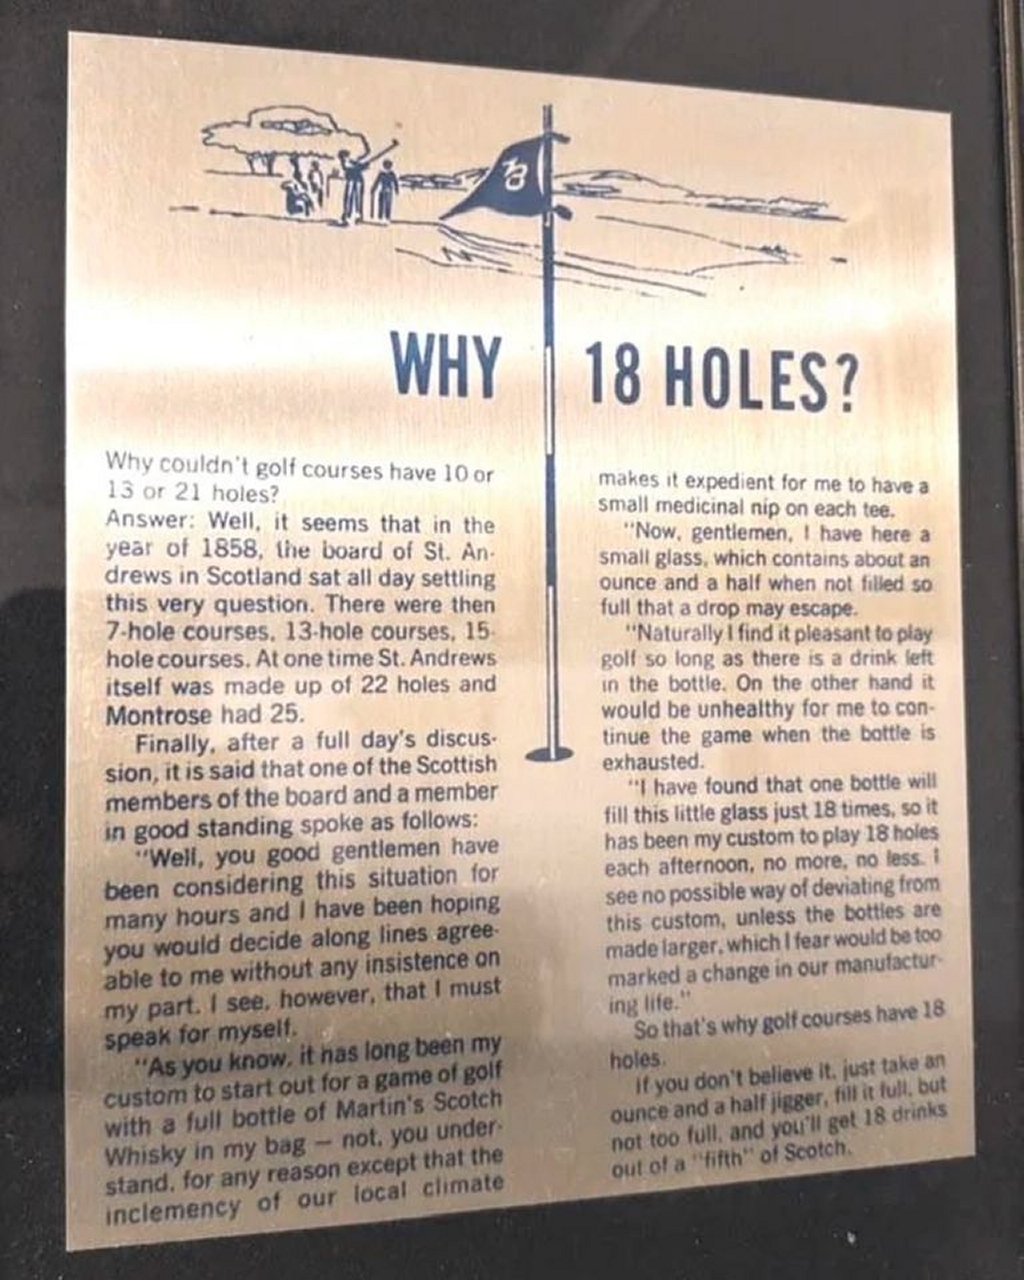 18
WHY 18 HOLES?
Why couldn't golf courses have 10 or
13 or 21 holes?
Answer: Well, it seems that in the
year of 1858, the board of St. An-
drews in Scotland sat all day settling
this very question. There were then
7-hole courses, 13-hole courses, 15-
hole courses. At one time St. Andrews
itself was made up of 22 holes and
Montrose had 25.
Finally, after a full day's discus-
sion, it is said that one of the Scottish
members of the board and a member
in good standing spoke as follows:
"Well, you good gentlemen have
been considering this situation for
many hours and I have been hoping
you would decide along lines agree-
able to me without any insistence on
my part. I see, however, that I must
speak for myself.
"As you know, it has long been my
custom to start out for a game of golf
with a full bottle of Martin's Scotch
Whisky in my bag — not, you under-
stand, for any reason except that the
inclemency of our local climate
makes it expedient for me to have a
small medicinal nip on each tee.
"Now, gentlemen, I have here a
small glass, which contains about an
ounce and a half when not filled so
full that a drop may escape.
"Naturally I find it pleasant to play
golf so long as there is a drink left
in the bottle. On the other hand it
would be unhealthy for me to con-
tinue the game when the bottle is
exhausted.
"I have found that one bottle will
fill this little glass just 18 times, so it
has been my custom to play 18 holes
each afternoon, no more, no less. I
see no possible way of deviating from
this custom, unless the bottles are
made larger, which I fear would be too
marked a change in our manufactur-
ing life."
So that's why golf courses have 18
holes.
If you don't believe it, just take an
ounce and a half jigger, fill it full, but
not too full, and you'll get 18 drinks
out of a "fifth" of Scotch.